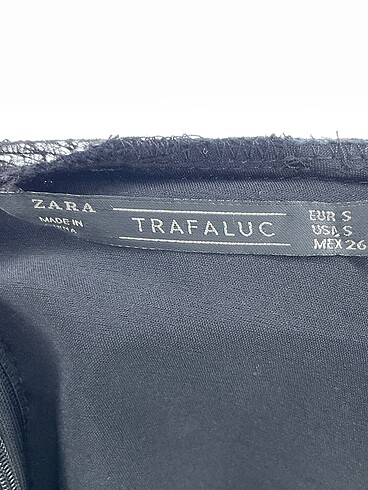 ZARA
MADE IN
TRAFALUC
EUR S
USA S
MEX 26